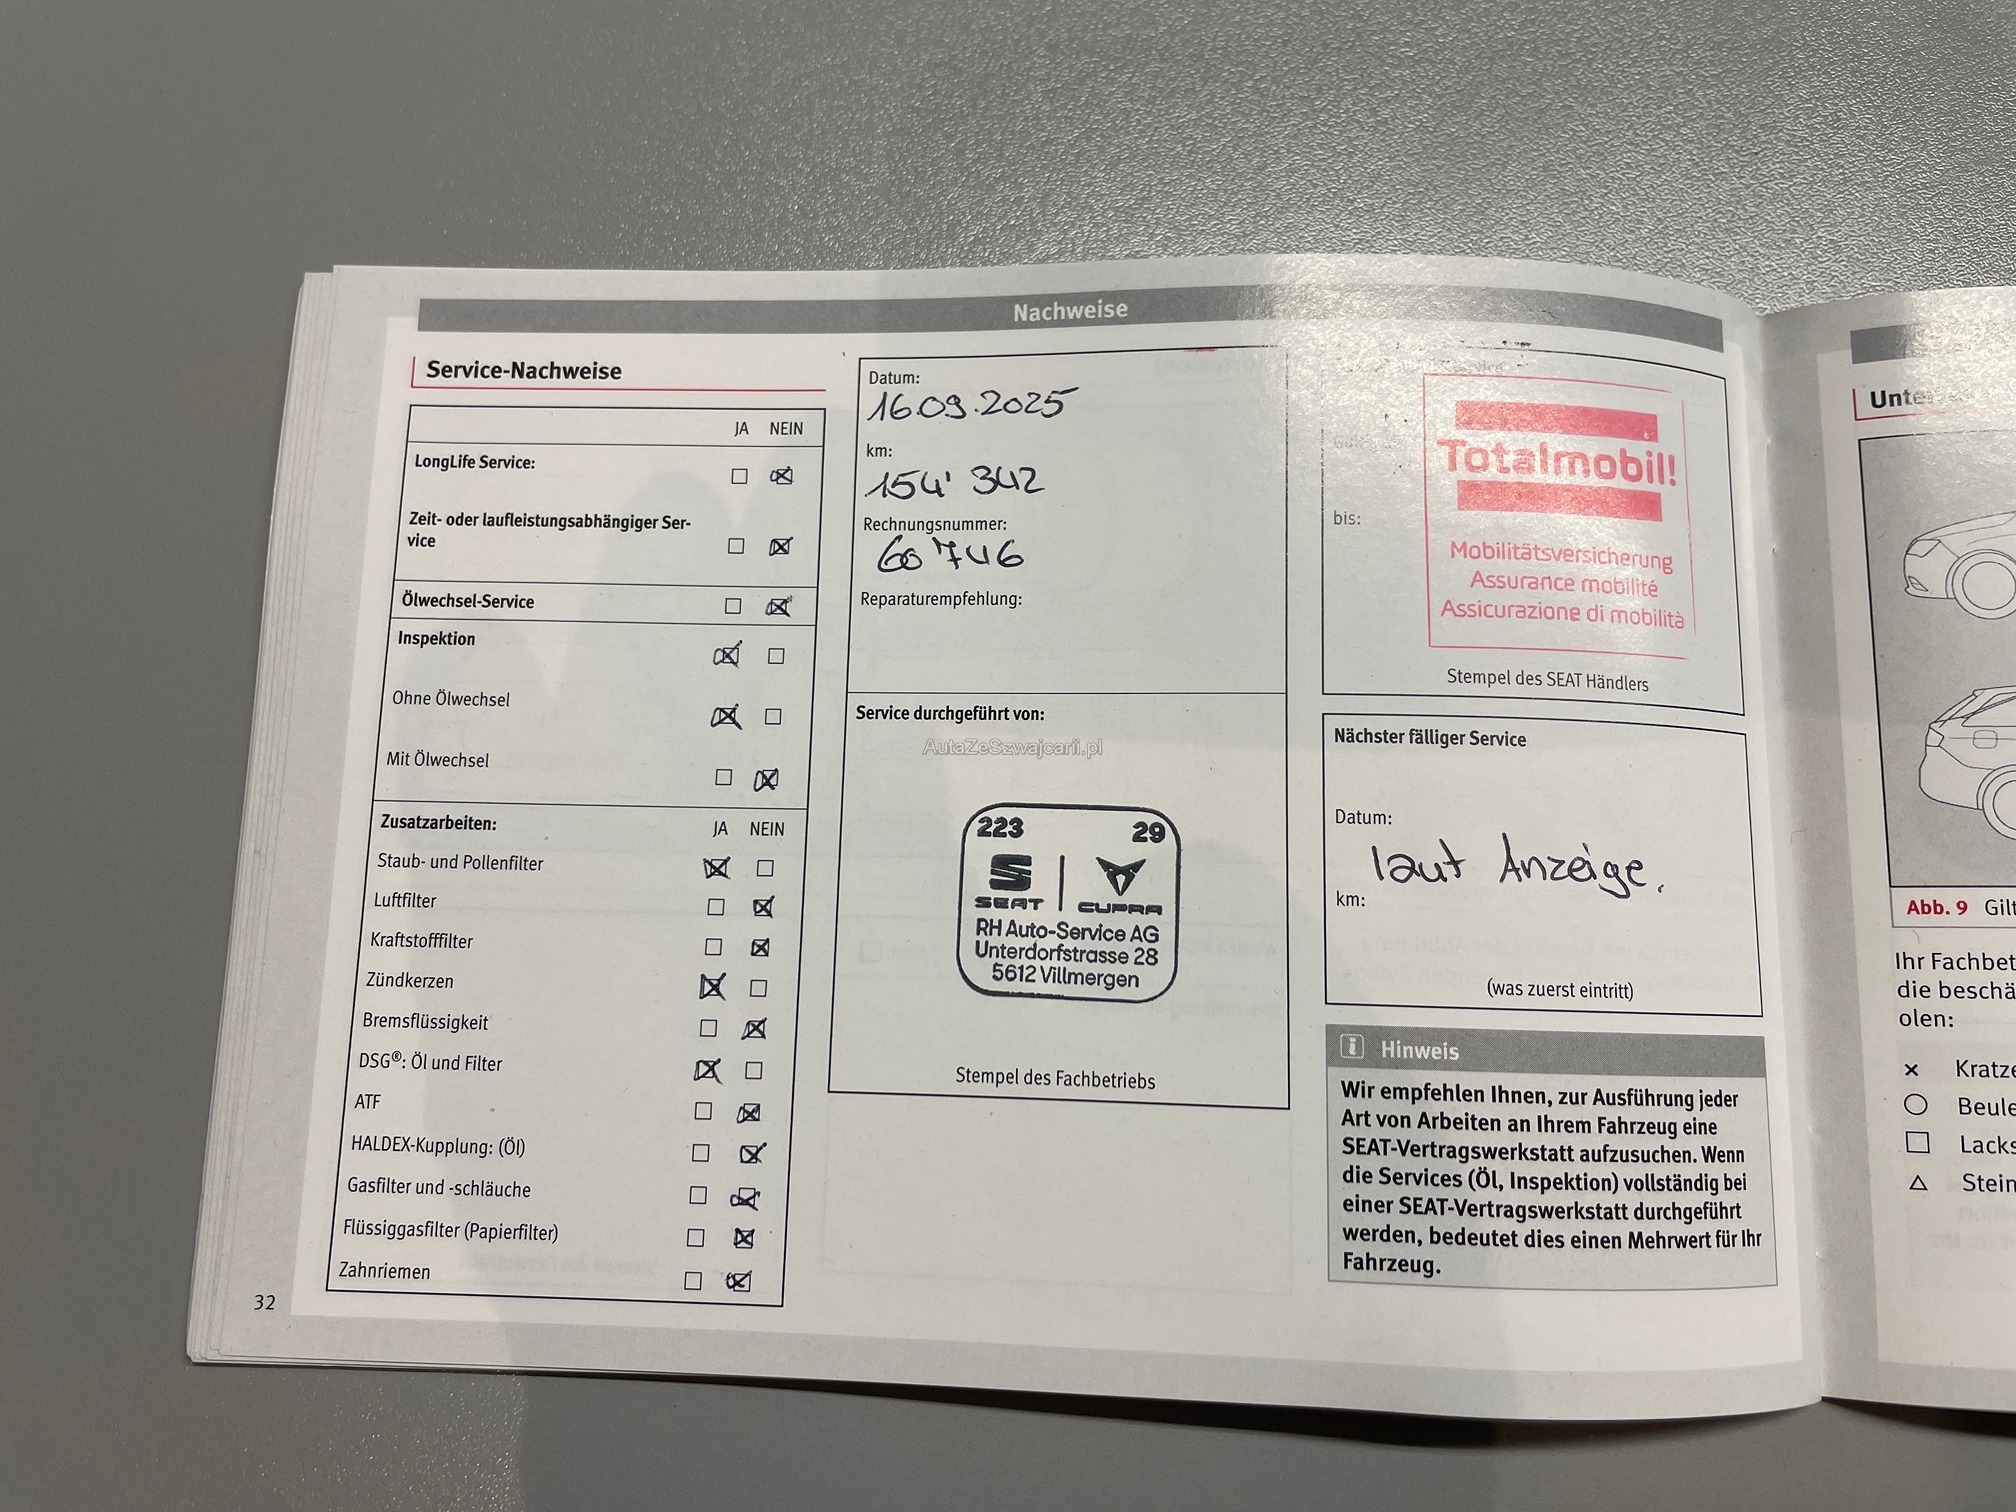 Nachweise
Service-Nachweise
JA NEIN
LongLife Service:
Zeit- oder laufleistungsabhängiger Ser-
vice
Ölwechsel-Service
Inspektion
Ohne Ölwechsel
Mit Ölwechsel
Zusatzarbeiten: JA NEIN
Staub- und Pollenfilter
Luftfilter
Kraftstofffilter
Zündkerzen
Bremsflüssigkeit
DSG®: Öl und Filter
ATF
HALDEX-Kupplung: (Öl)
Gasfilter und -schläuche
Flüssiggasfilter (Papierfilter)
Zahnriemen
32
Datum:
16.09.2025
km:
154' 342
Rechnungsnummer:
60746
Reparaturempfehlung:
Service durchgeführt von:
AutaZeSzwajcarii.pl
223 29
SEAT CUPRA
RH Auto-Service AG
Unterdorfstrasse 28
5612 Villmergen
Stempel des Fachbetriebs
bis:
Totalmobil!
Mobilitätsversicherung
Assurance mobilité
Assicurazione di mobilità
Stempel des SEAT Händlers
Nächster fälliger Service
Datum:
laut Anzeige.
km:
(was zuerst eintritt)
i Hinweis
Wir empfehlen Ihnen, zur Ausführung jeder
Art von Arbeiten an Ihrem Fahrzeug eine
SEAT-Vertragswerkstatt aufzusuchen. Wenn
die Services (Öl, Inspektion) vollständig bei
einer SEAT-Vertragswerkstatt durchgeführt
werden, bedeutet dies einen Mehrwert für Ihr
Fahrzeug.
Abb. 9
Ihr
die
olen: